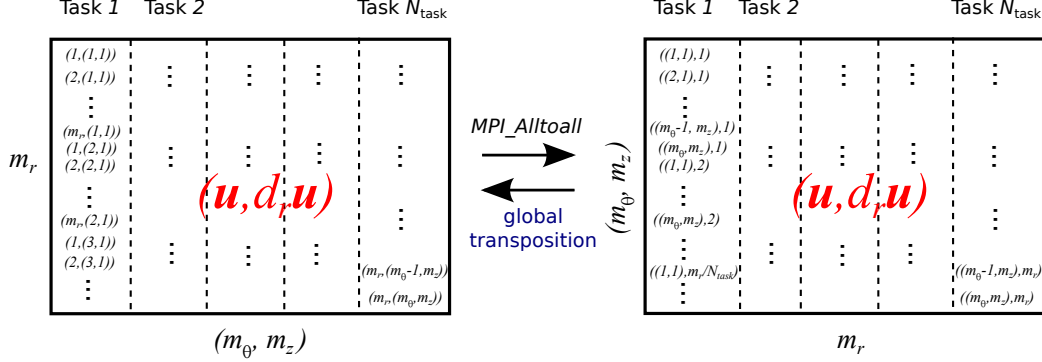 Task 1 Task 2 Task N_task
(1,(1,1))
(2,(1,1))
(m_r,(1,1))
(1,(2,1))
(2,(2,1))
(m_r,(2,1))
(1,(3,1))
(2,(3,1))
(m_r,(m_θ-1,m_z))
(m_r,(m_θ,m_z))
m_r
(u,d_r u)
(m_θ, m_z)
MPI_Alltoall
global
transposition
Task 1 Task 2 Task N_task
((1,1),1)
((2,1),1)
((m_θ-1, m_z),1)
((m_θ,m_z),1)
((1,1),2)
((m_θ,m_z),2)
((1,1),m_r/N_task)
((m_θ-1,m_z),m_r)
((m_θ,m_z),m_r)
(m_θ, m_z)
(u,d_r u)
m_r